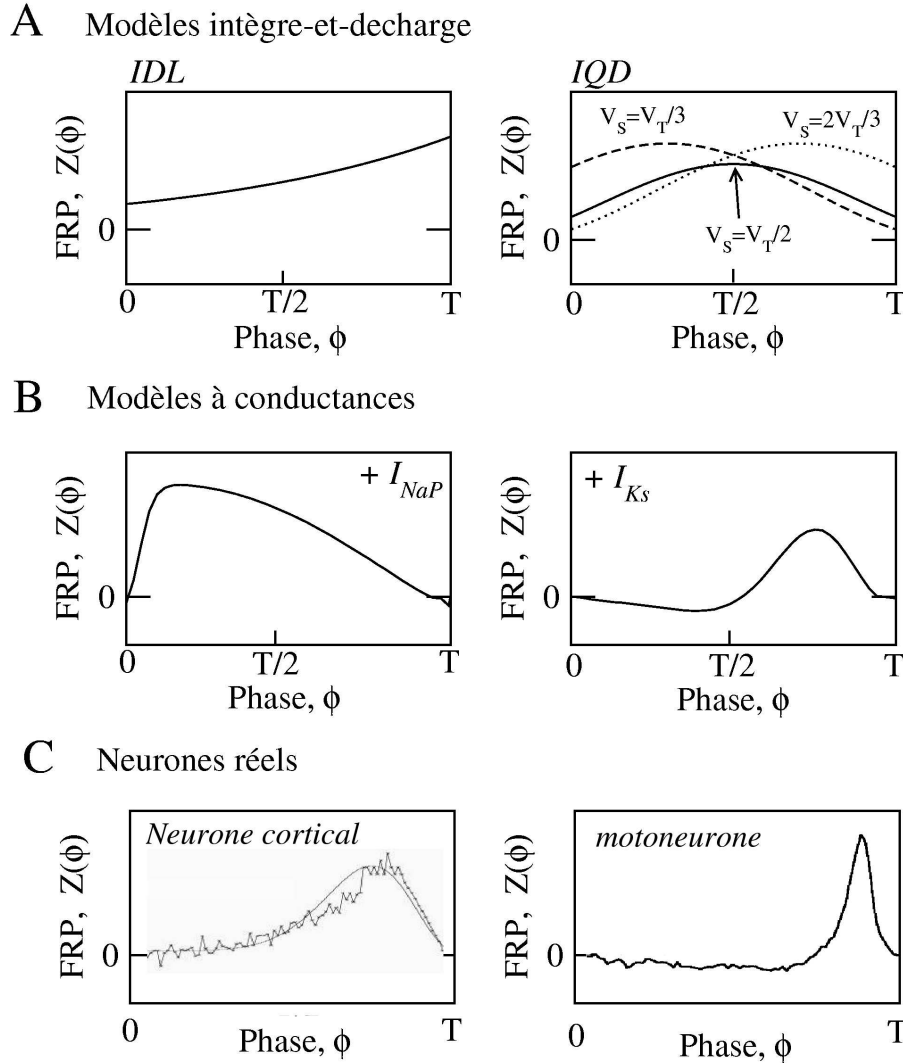 A Modèles intègre-et-decharge
IDL
FRP, Z(ϕ)
0
0 T/2 T
Phase, ϕ
IQD
V_S=V_T/3
V_S=2V_T/3
V_S=V_T/2
FRP, Z(ϕ)
0
0 T/2 T
Phase, ϕ
B Modèles à conductances
+ I_NaP
FRP, Z(ϕ)
0
0 T/2 T
Phase, ϕ
+ I_Ks
FRP, Z(ϕ)
0
0 T/2 T
Phase, ϕ
C Neurones réels
Neurone cortical
FRP, Z(ϕ)
0
0 T
Phase, ϕ
motoneurone
FRP, Z(ϕ)
0
0 T
Phase, ϕ